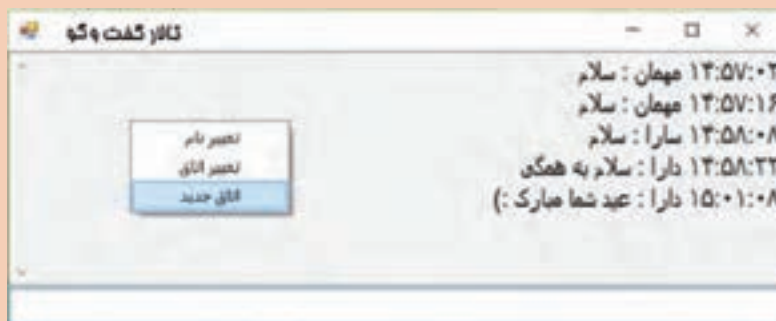 تالار گفت و گو
۱۴:۵۷:۰۳ مهمان : سلام
۱۴:۵۷:۱۶ مهمان : سلام
۱۴:۵۸:۰۸ سارا : سلام
۱۴:۵۸:۲۲ دارا : سلام به همگی
۱۵:۰۱:۰۸ دارا : عید شما مبارک :)
تغییر نام
تغییر اتاق
اتاق جدید